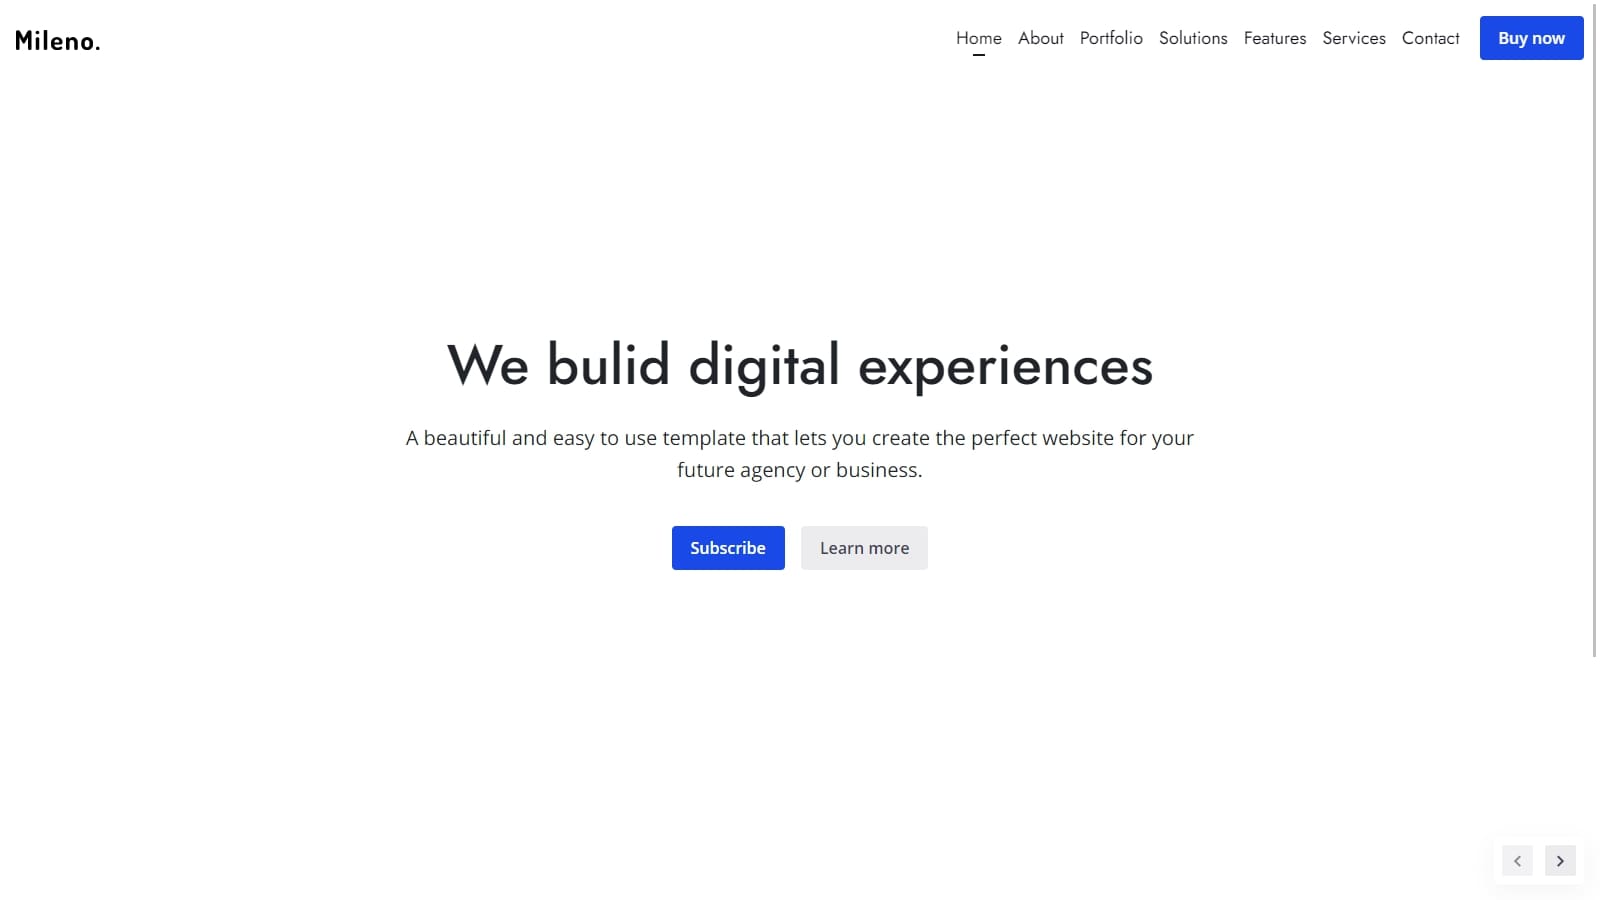 Mileno.
Home About Portfolio Solutions Features Services Contact Buy now
We bulid digital experiences
A beautiful and easy to use template that lets you create the perfect website for your
future agency or business.
Subscribe Learn more